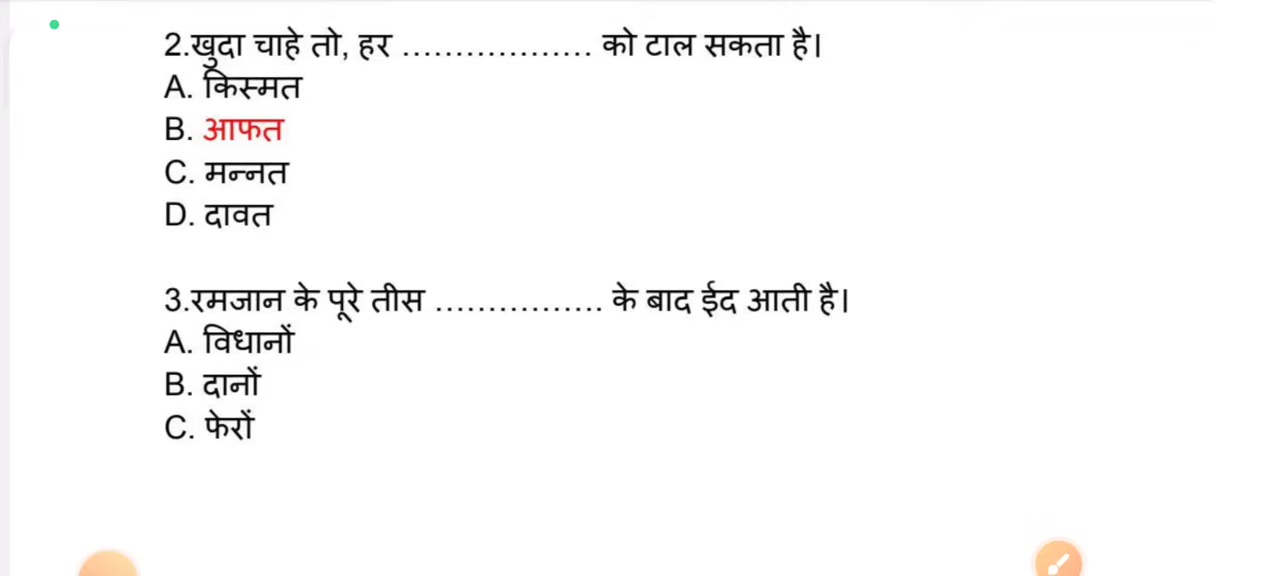 2.खुदा चाहे तो, हर ................... को टाल सकता है।
A. किस्मत
B. आफत
C. मन्नत
D. दावत
3.रमजान के पूरे तीस ................ के बाद ईद आती है।
A. विधानों
B. दानों
C. फेरों